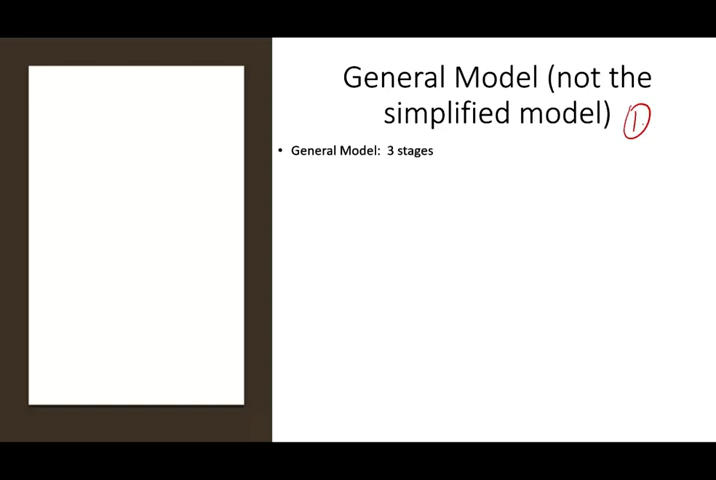 General Model (not the
simplified model) 1
• General Model: 3 stages